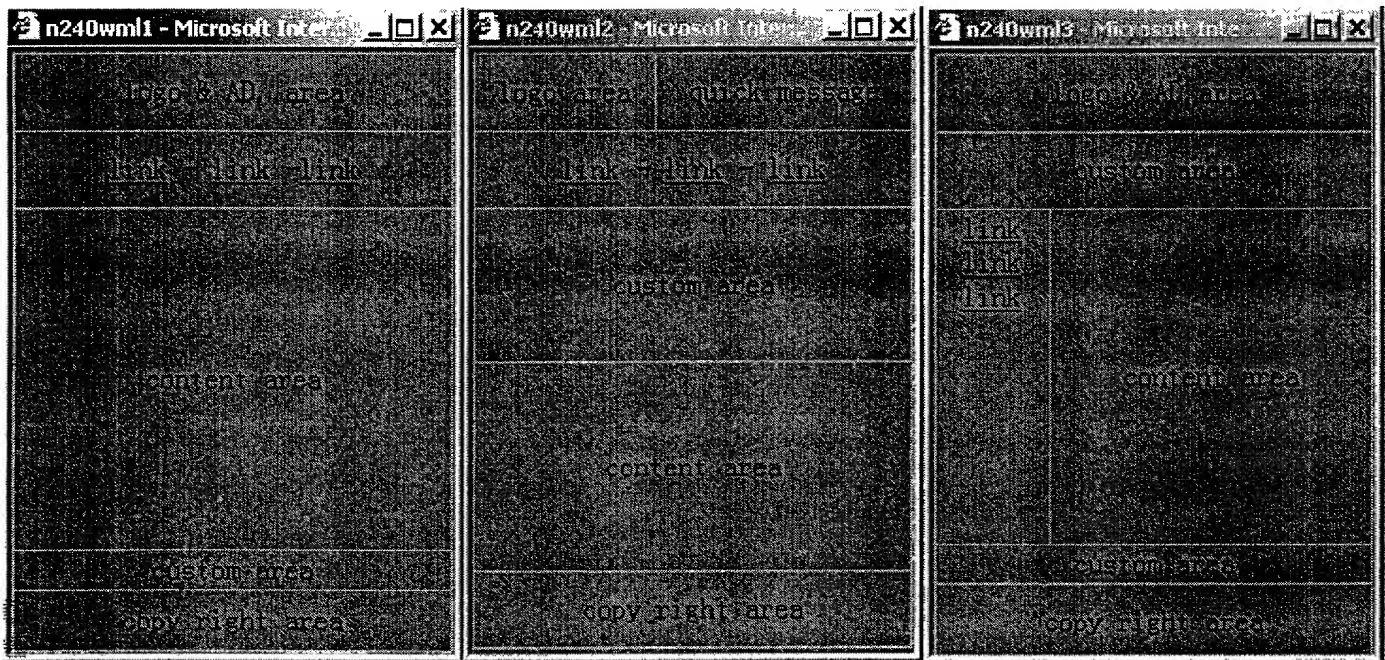 n240wml1 - Microsoft Inter...
logo & AD. area
link - link - link
content area
custom area
copy right area
n240wml2 - Microsoft Inter...
logo area quick message
link - link - link
custom area
content area
copy right area
n240wml3 - Microsoft Inte...
logo & AD. area
custom area
link
link
link
content area
custom area
copy right area